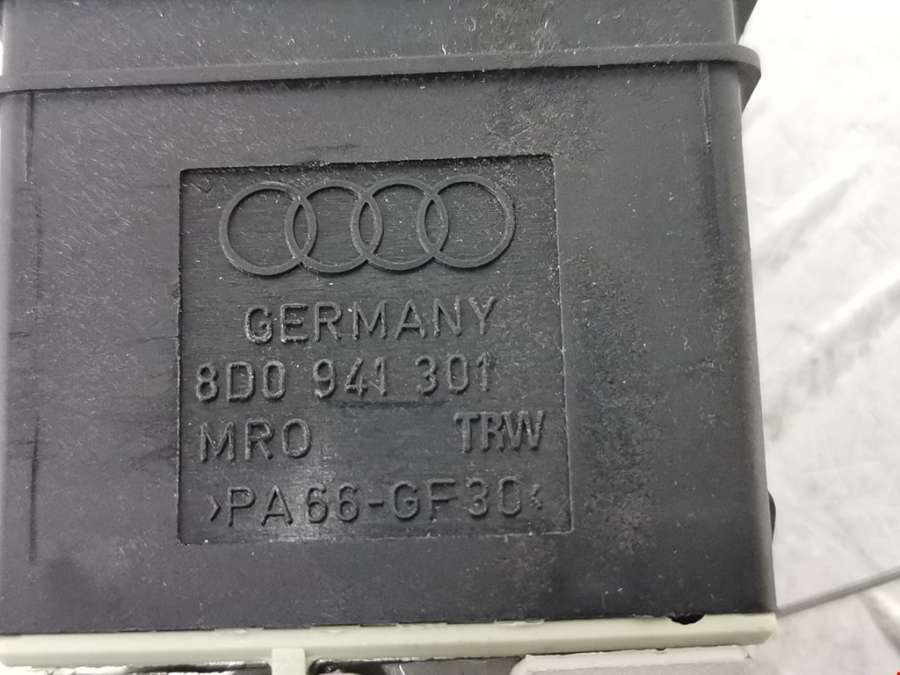 GERMANY
8D0 941 301
MRO TRW
>PA66-GF30<